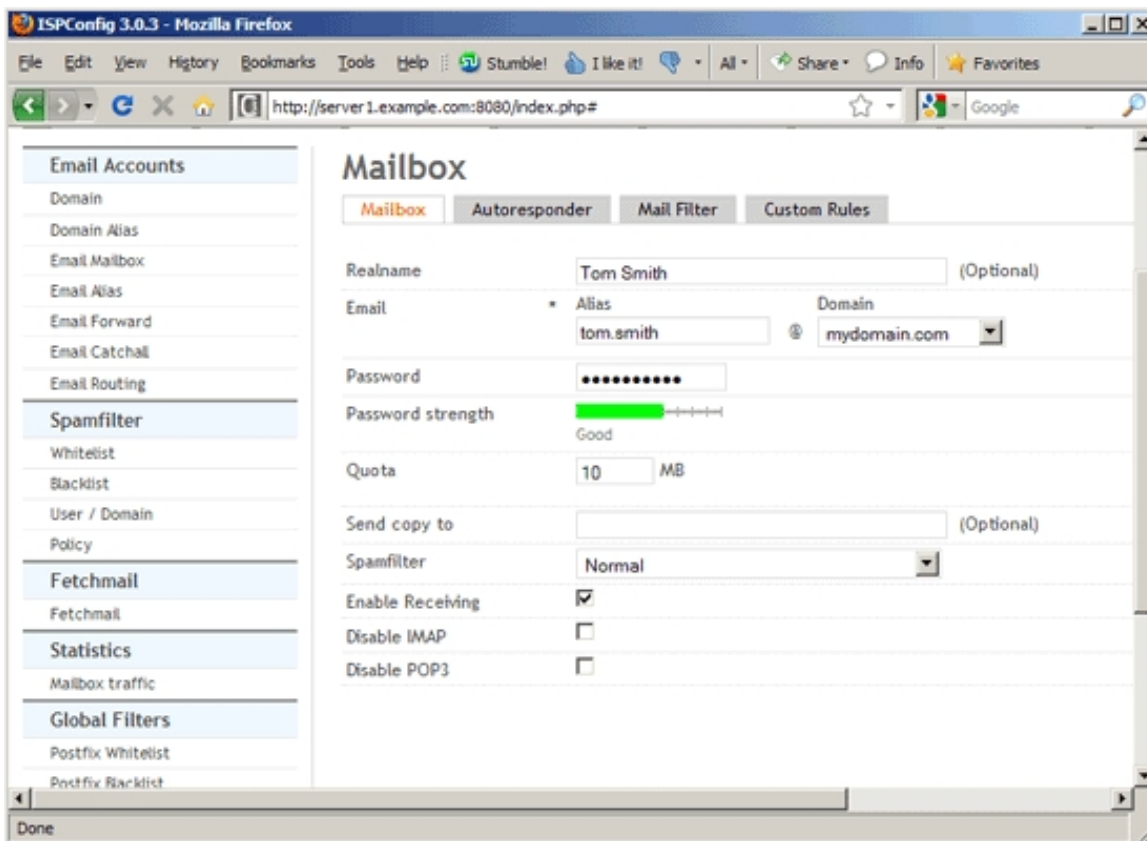 ISPConfig 3.0.3 - Mozilla Firefox
File Edit View History Bookmarks Tools Help Stumble! I like it! All Share Info Favorites
http://server1.example.com:8080/index.php# Google
Email Accounts
Domain
Domain Alias
Email Mailbox
Email Alias
Email Forward
Email Catchall
Email Routing
Spamfilter
Whitelist
Blacklist
User / Domain
Policy
Fetchmail
Fetchmail
Statistics
Mailbox traffic
Global Filters
Postfix Whitelist
Postfix Blacklist
Mailbox
Mailbox Autoresponder Mail Filter Custom Rules
Realname Tom Smith (Optional)
Email * Alias Domain
tom.smith @ mydomain.com
Password ••••••••••
Password strength
Good
Quota 10 MB
Send copy to (Optional)
Spamfilter Normal
Enable Receiving
Disable IMAP
Disable POP3
Done